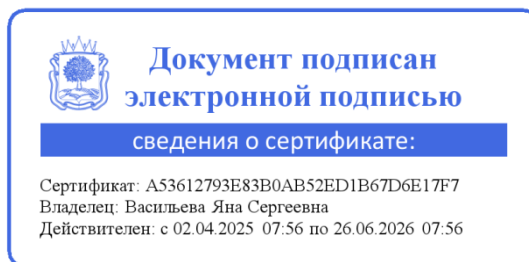 Документ подписан
электронной подписью
сведения о сертификате:
Сертификат: A53612793E83B0AB52ED1B67D6E17F7
Владелец: Васильева Яна Сергеевна
Действителен: с 02.04.2025 07:56 по 26.06.2026 07:56